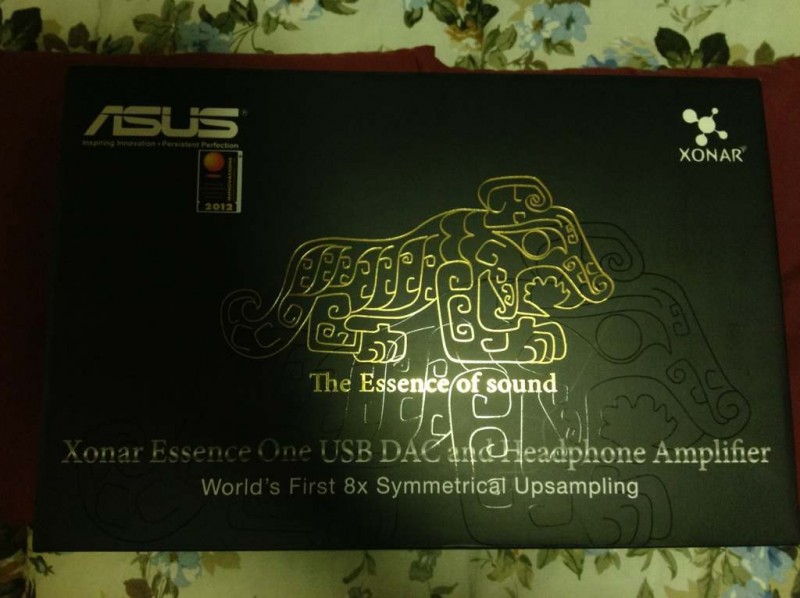 ASUS
Inspiring Innovation • Persistent Perfection
2012
XONAR
The Essence of sound
Xonar Essence One USB DAC and Headphone Amplifier
World's First 8x Symmetrical Upsampling